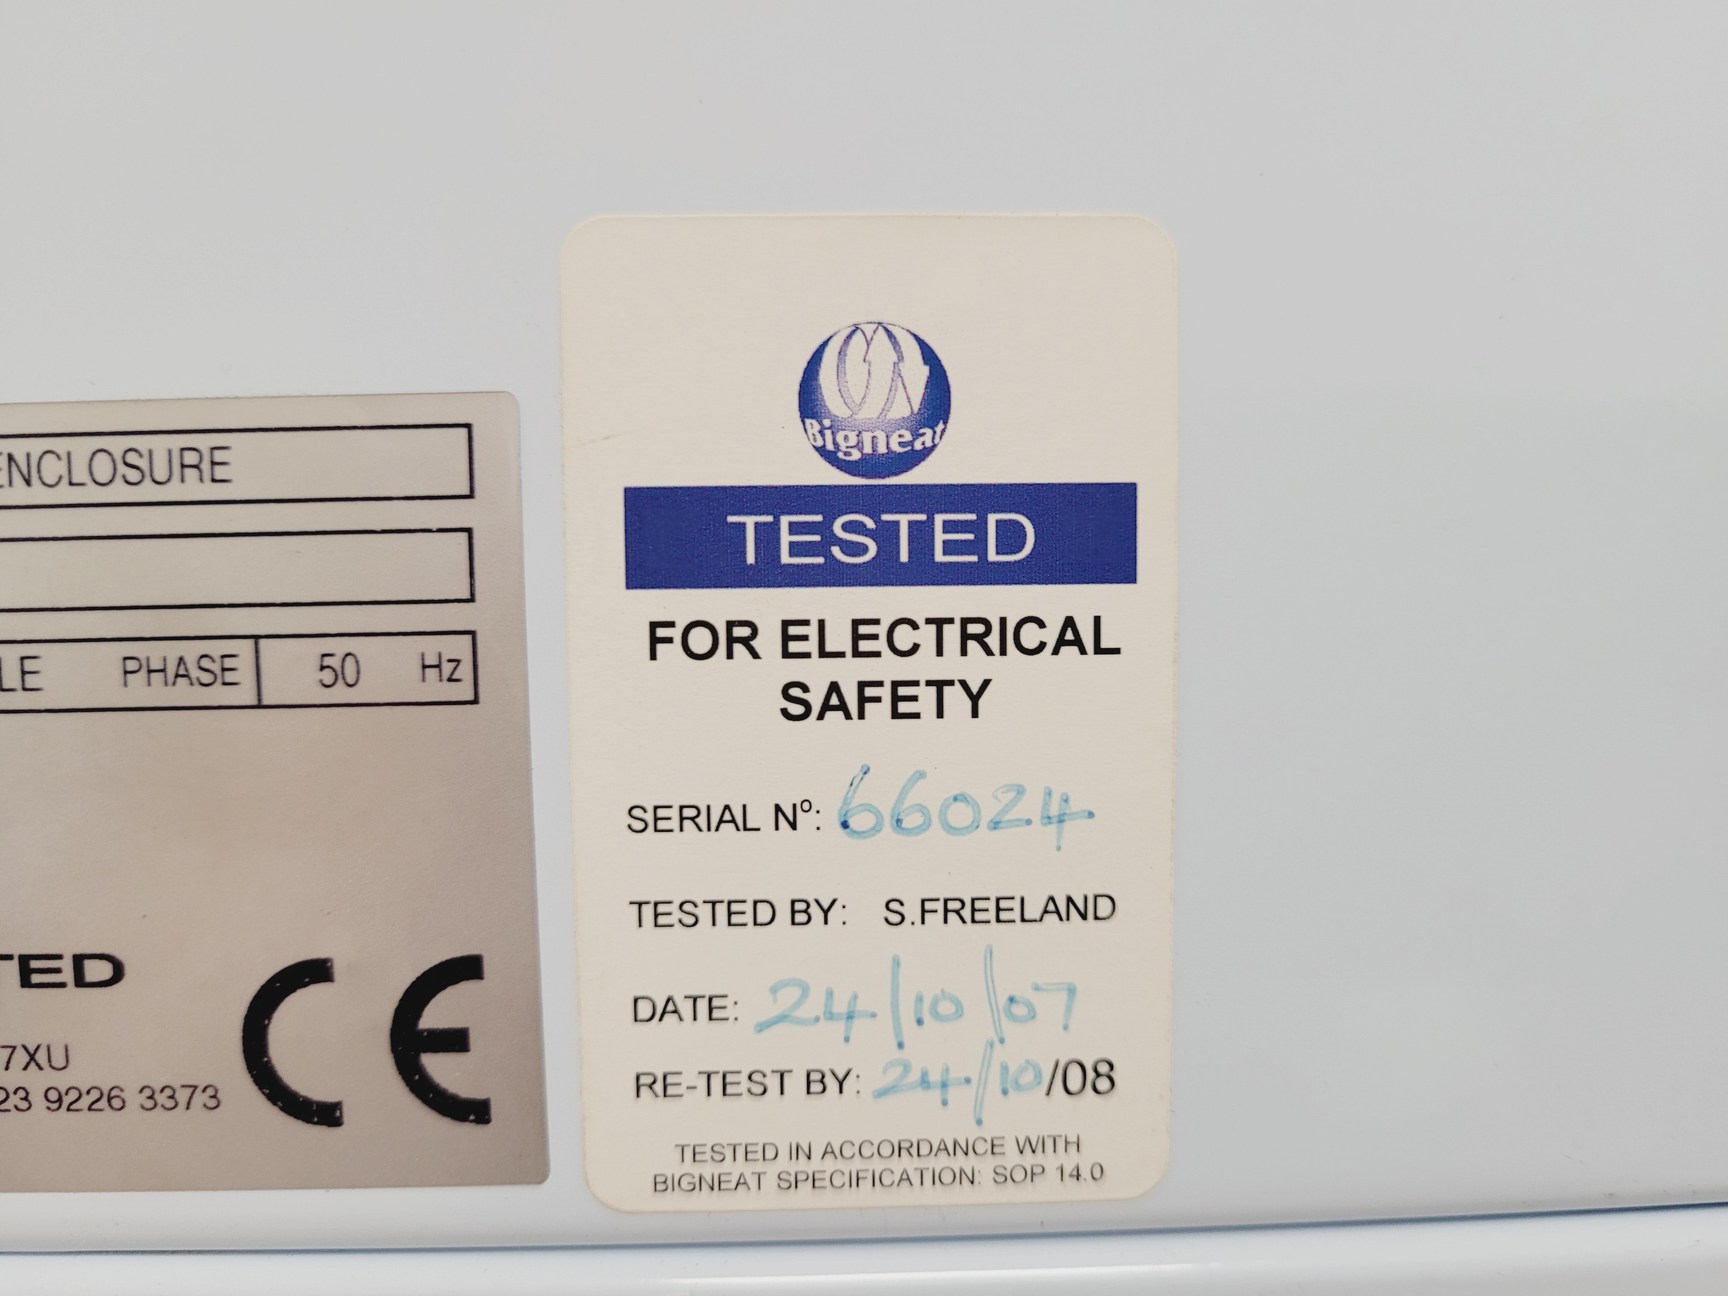 ENCLOSURE
LE PHASE 50 Hz
TED
7XU
23 9226 3373
CE
Bigneat
TESTED
FOR ELECTRICAL
SAFETY
SERIAL Nº: 66024
TESTED BY: S.FREELAND
DATE: 24/10/07
RE-TEST BY: 24/10/08
TESTED IN ACCORDANCE WITH
BIGNEAT SPECIFICATION: SOP 14.0